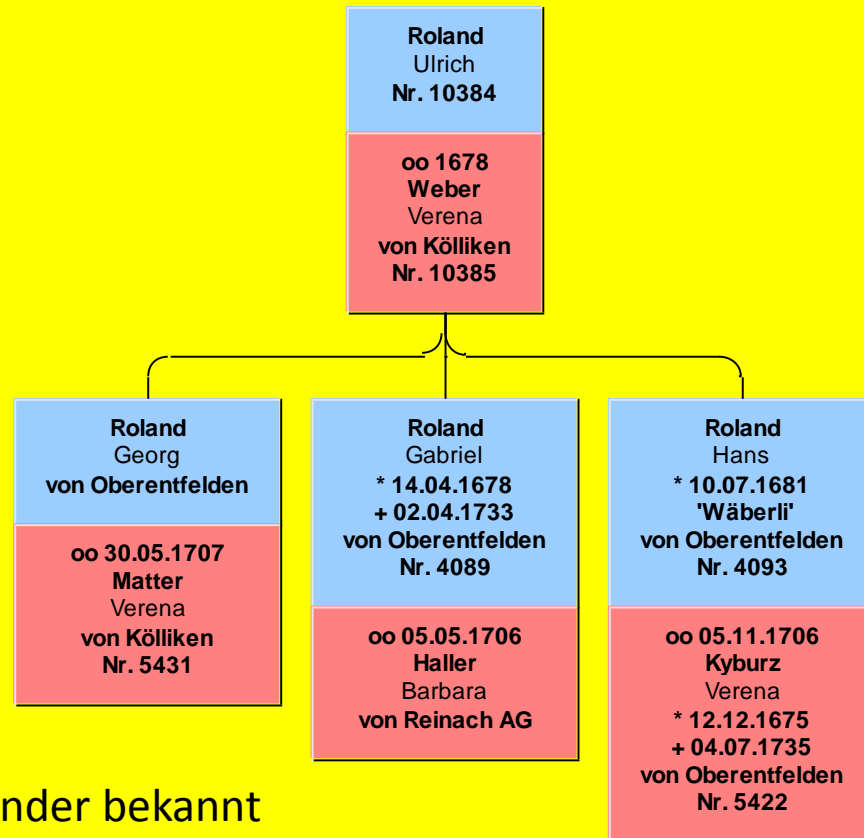 Roland
Ulrich
Nr. 10384
oo 1678
Weber
Verena
von Kölliken
Nr. 10385
Roland
Georg
von Oberentfelden
oo 30.05.1707
Matter
Verena
von Kölliken
Nr. 5431
Roland
Gabriel
* 14.04.1678
+ 02.04.1733
von Oberentfelden
Nr. 4089
oo 05.05.1706
Haller
Barbara
von Reinach AG
Roland
Hans
* 10.07.1681
'Wäberli'
von Oberentfelden
Nr. 4093
oo 05.11.1706
Kyburz
Verena
* 12.12.1675
+ 04.07.1735
von Oberentfelden
Nr. 5422
nder bekannt